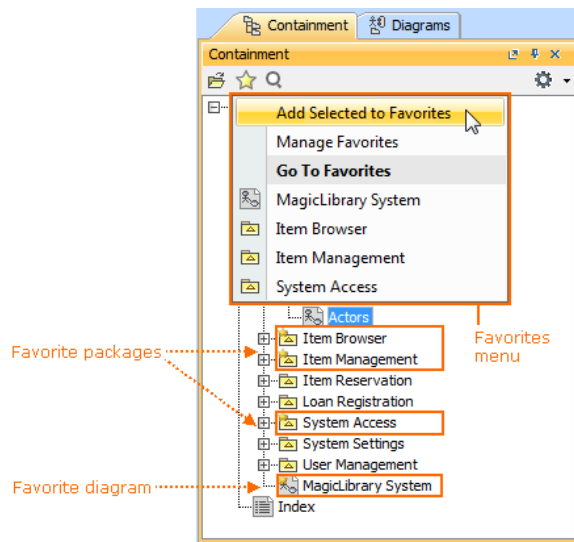 Containment
Diagrams
Containment
Add Selected to Favorites
Manage Favorites
Go To Favorites
MagicLibrary System
Item Browser
Item Management
System Access
Actors
Favorites
menu
Favorite packages
Item Browser
Item Management
Item Reservation
Loan Registration
System Access
System Settings
User Management
Favorite diagram
MagicLibrary System
Index